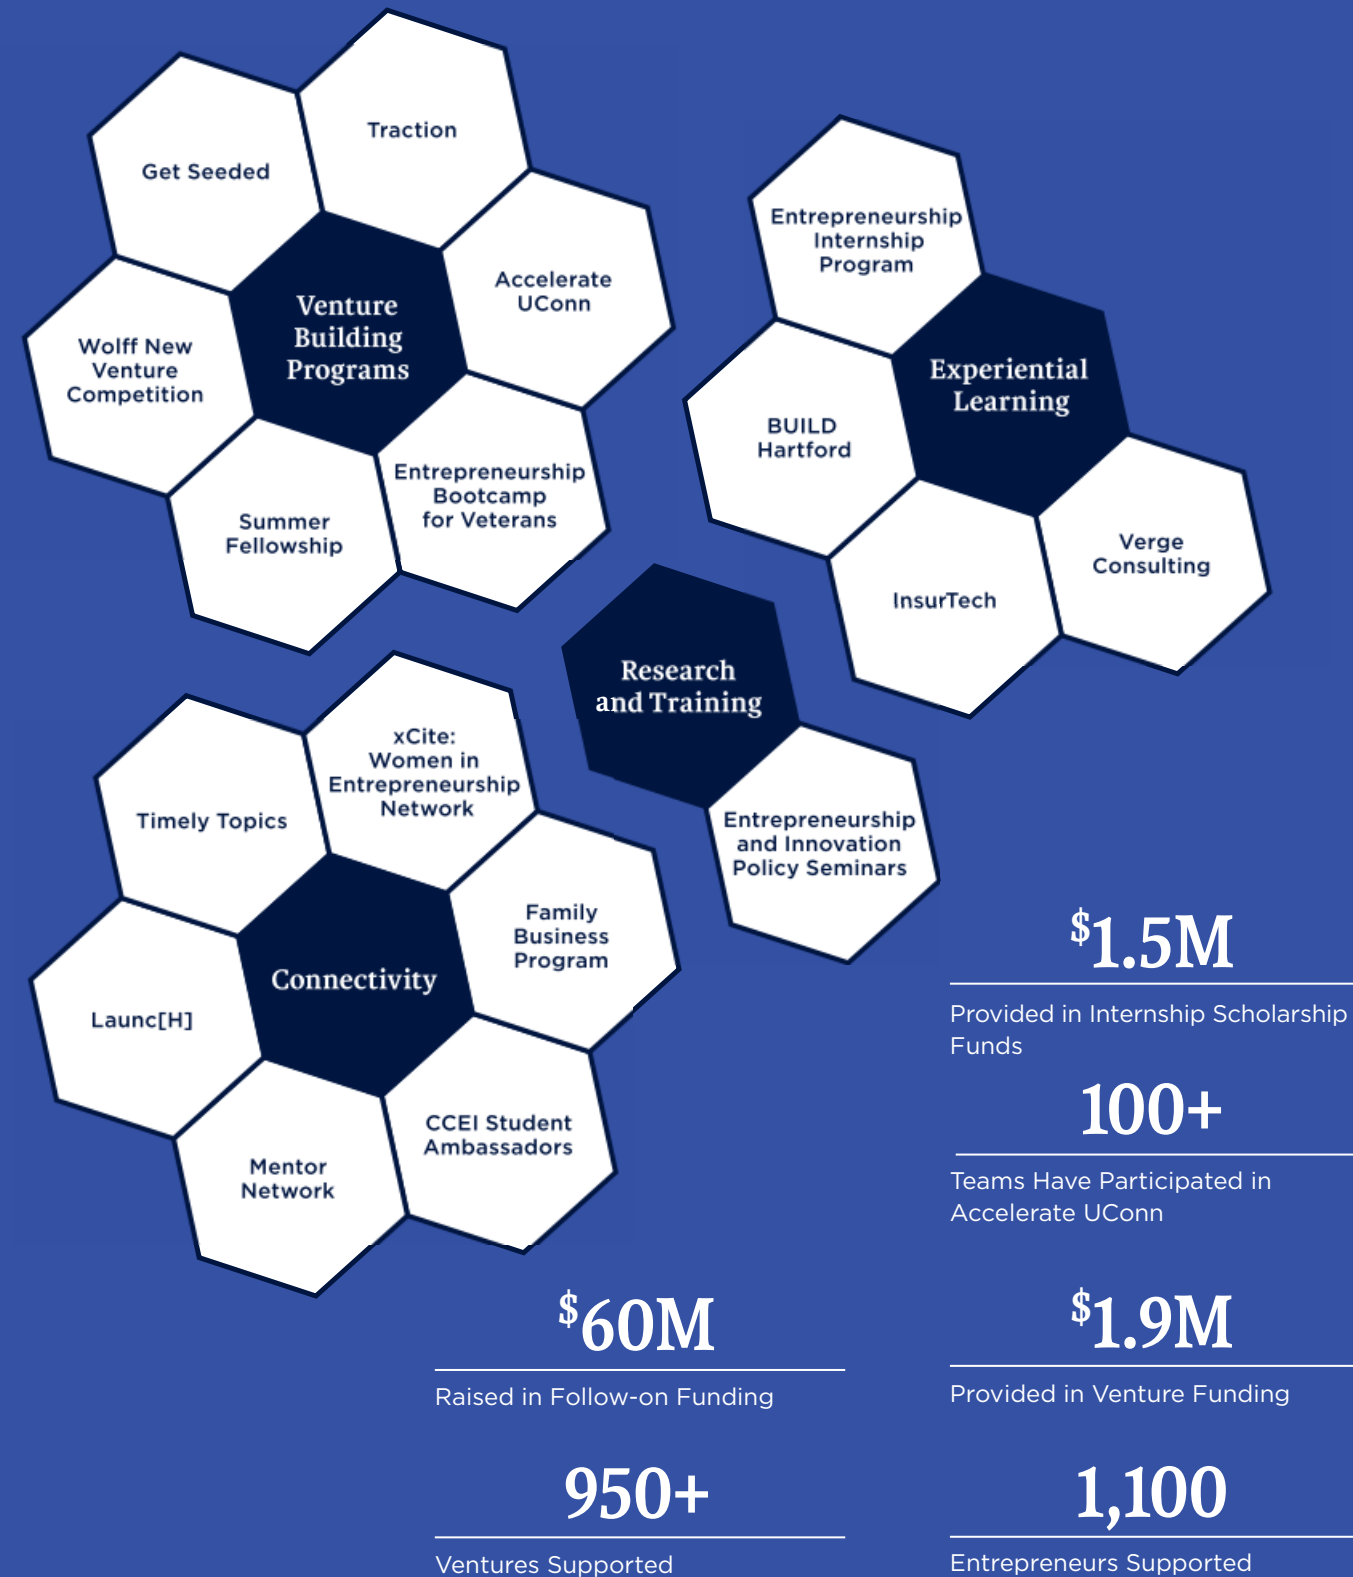 Traction
Get Seeded
Accelerate
UConn
Venture
Building
Programs
Wolff New
Venture
Competition
Entrepreneurship
Bootcamp
for Veterans
Summer
Fellowship
Entrepreneurship
Internship
Program
Experiential
Learning
BUILD
Hartford
Verge
Consulting
InsurTech
Research
and Training
Entrepreneurship
and Innovation
Policy Seminars
xCite:
Women in
Entrepreneurship
Network
Timely Topics
Family
Business
Program
Connectivity
Launc[H]
CCEI Student
Ambassadors
Mentor
Network
$1.5M
Provided in Internship Scholarship
Funds
100+
Teams Have Participated in
Accelerate UConn
$60M
Raised in Follow-on Funding
$1.9M
Provided in Venture Funding
950+
Ventures Supported
1,100
Entrepreneurs Supported